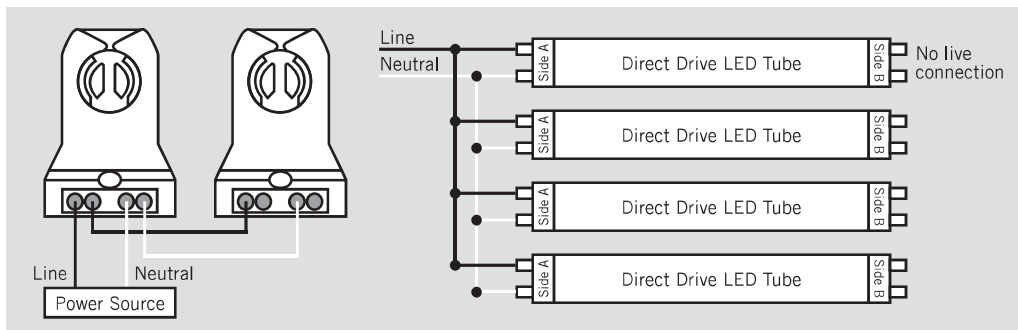 Line
Neutral
Power Source
Line
Neutral
Side A
Direct Drive LED Tube
Side B
No live
connection
Side A
Direct Drive LED Tube
Side B
Side A
Direct Drive LED Tube
Side B
Side A
Direct Drive LED Tube
Side B